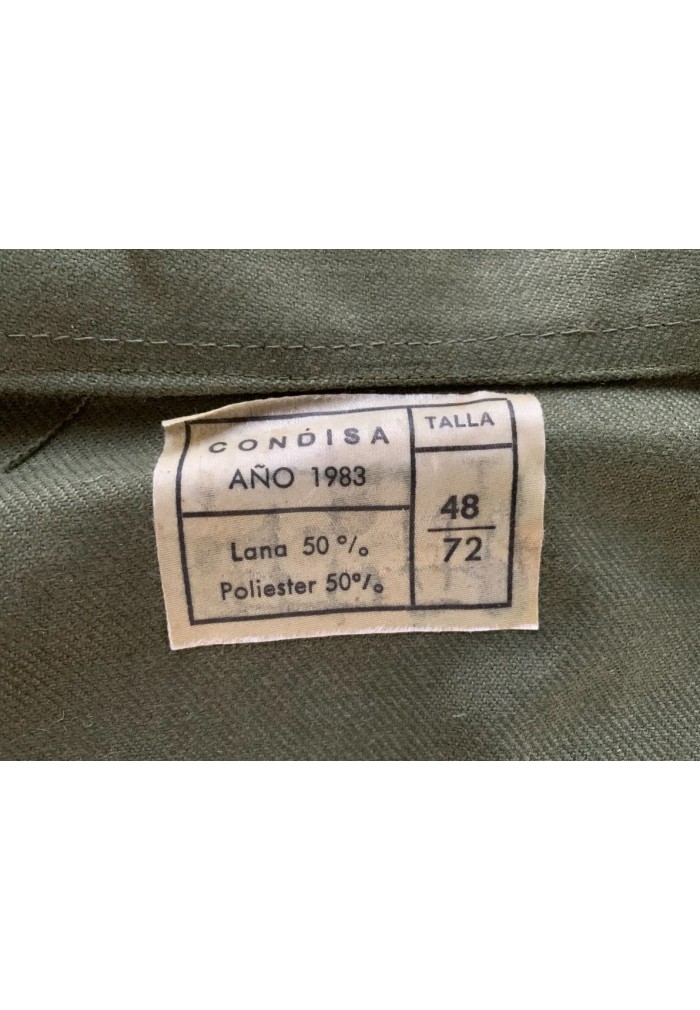 CONDISA
AÑO 1983
Lana 50 %
Poliester 50%
TALLA
48
72